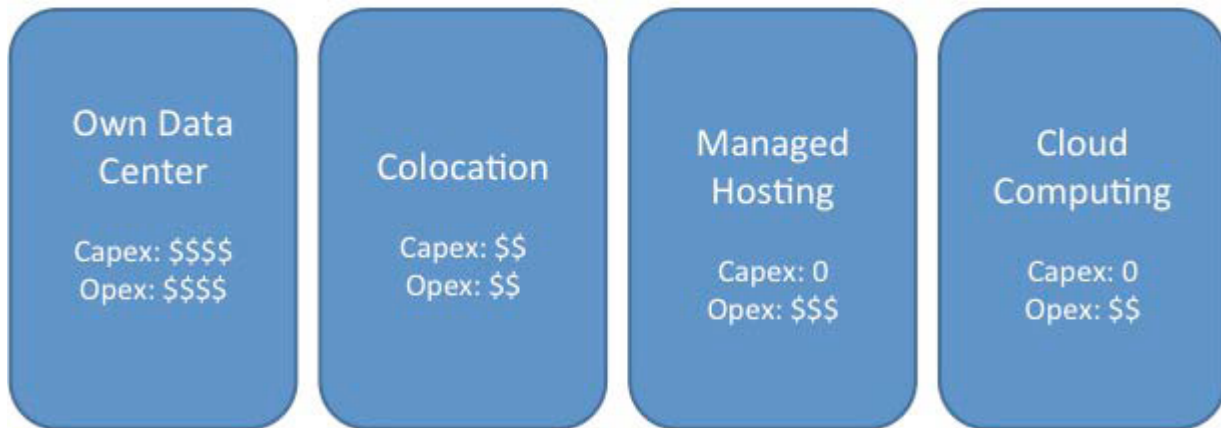 Own Data
Center
Capex: $$$$
Opex: $$$$
Colocation
Capex: $$
Opex: $$
Managed
Hosting
Capex: 0
Opex: $$$
Cloud
Computing
Capex: 0
Opex: $$